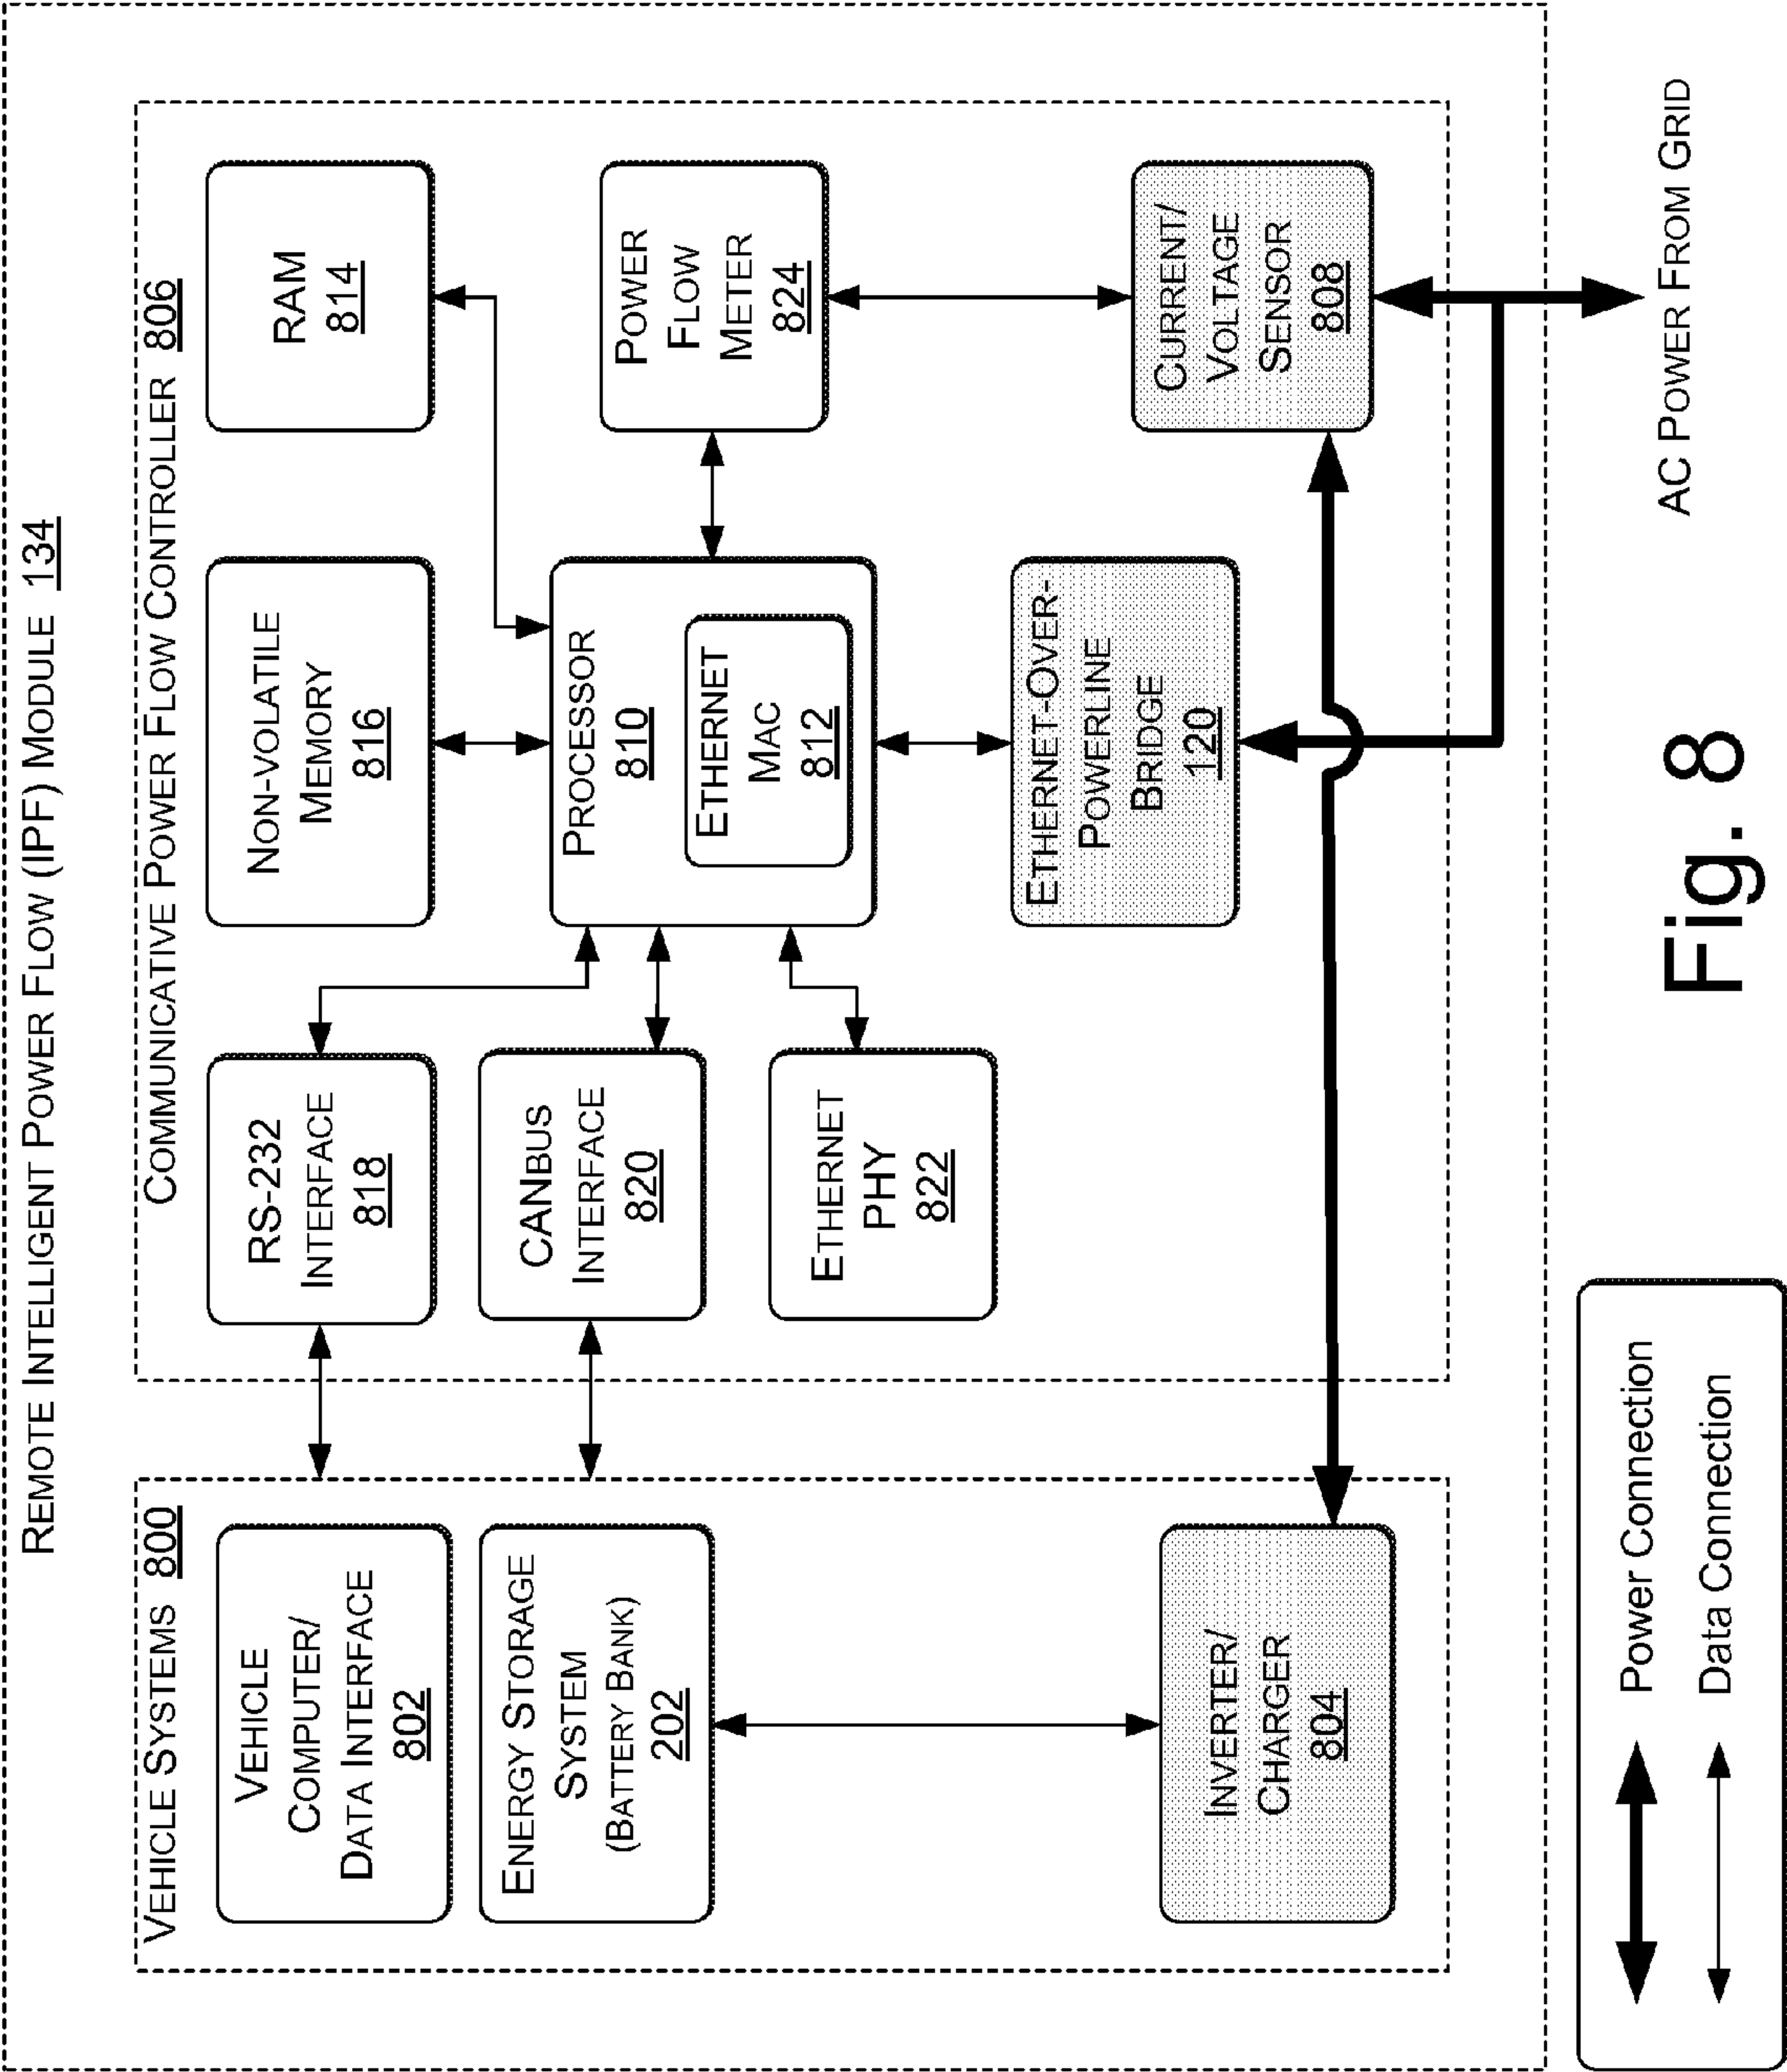 Remote Intelligent Power Flow (IPF) Module 134
Vehicle Systems 800
Vehicle
Computer/
Data Interface
802
Energy Storage
System
(Battery Bank)
202
Inverter/
Charger
804
Communicative Power Flow Controller 806
RS-232
Interface
818
CANbus
Interface
820
Ethernet
PHY
822
Non-volatile
Memory
816
RAM
814
Processor
810
Ethernet
Mac
812
Power
Flow
Meter
824
Ethernet-Over-
Powerline
Bridge
120
Current/
Voltage
Sensor
808
Power Connection
Data Connection
AC Power From Grid
Fig. 8